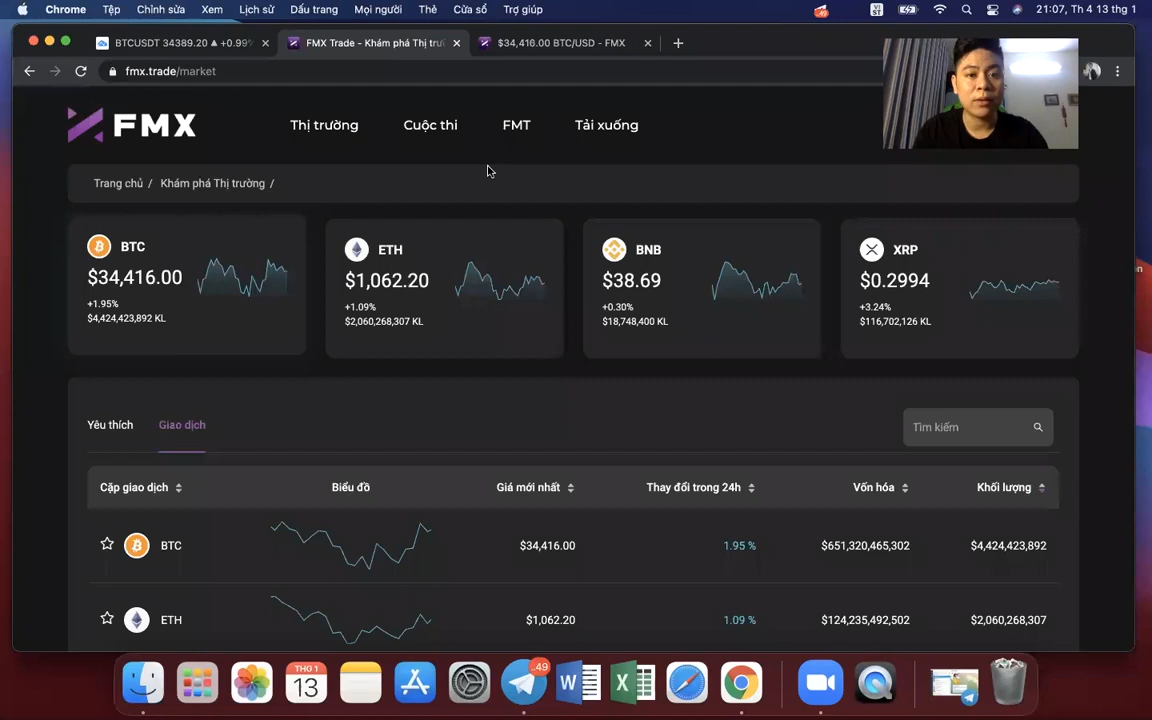 Chrome Tệp Chỉnh sửa Xem Lịch sử Dấu trang Mọi người Thẻ Cửa sổ Trợ giúp VI ST 21:07, Th 4 13 thg 1
BTCUSDT 34389.20 ▲ +0.99% FMX Trade - Khám phá Thị trườ $34,416.00 BTC/USD - FMX
fmx.trade/market
FMX Thị trường Cuộc thi FMT Tải xuống
Trang chủ / Khám phá Thị trường /
BTC
$34,416.00
+1.95%
$4,424,423,892 KL
ETH
$1,062.20
+1.09%
$2,060,268,307 KL
BNB
$38.69
+0.30%
$18,748,400 KL
XRP
$0.2994
+3.24%
$116,702,126 KL
Yêu thích Giao dịch Tìm kiếm
Cặp giao dịch Biểu đồ Giá mới nhất Thay đổi trong 24h Vốn hóa Khối lượng
BTC $34,416.00 1.95 % $651,320,465,302 $4,424,423,892
ETH $1,062.20 1.09 % $124,235,492,502 $2,060,268,307
THG 1
13